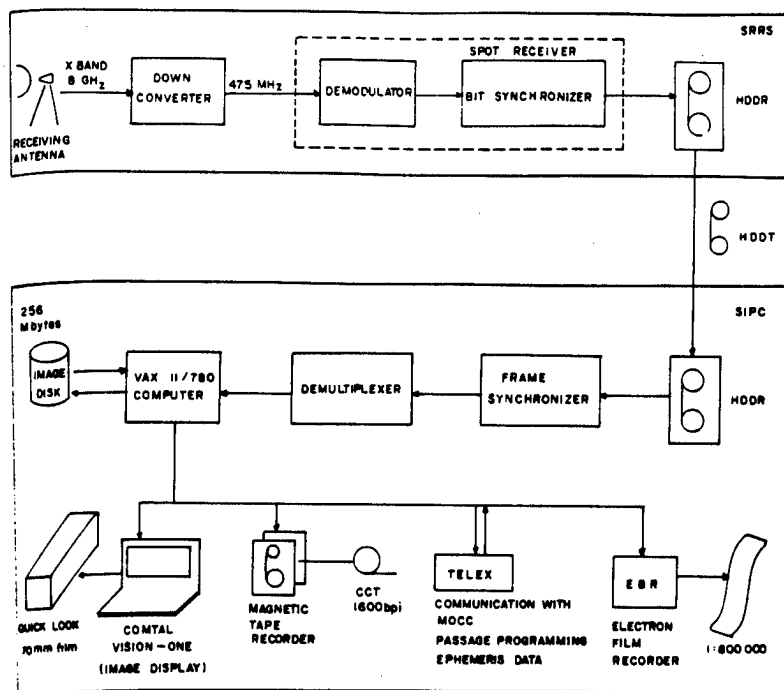 SRRS
SPOT RECEIVER
X BAND
8 GHz
DOWN
CONVERTER
475 MHz
DEMODULATOR
BIT SYNCHRONIZER
HDDR
RECEIVING
ANTENNA
HDDT
SIPC
256
Mbytes
IMAGE
DISK
VAX 11/780
COMPUTER
DEMULTIPLEXER
FRAME
SYNCHRONIZER
HDDR
QUICK LOOK
70mm film
COMTAL
VISION-ONE
(IMAGE DISPLAY)
MAGNETIC
TAPE
RECORDER
CCT
1600bpi
TELEX
COMMUNICATION WITH
MOCC
PASSAGE PROGRAMMING
EPHEMERIS DATA
EBR
ELECTRON
FILM
RECORDER
1:800 000